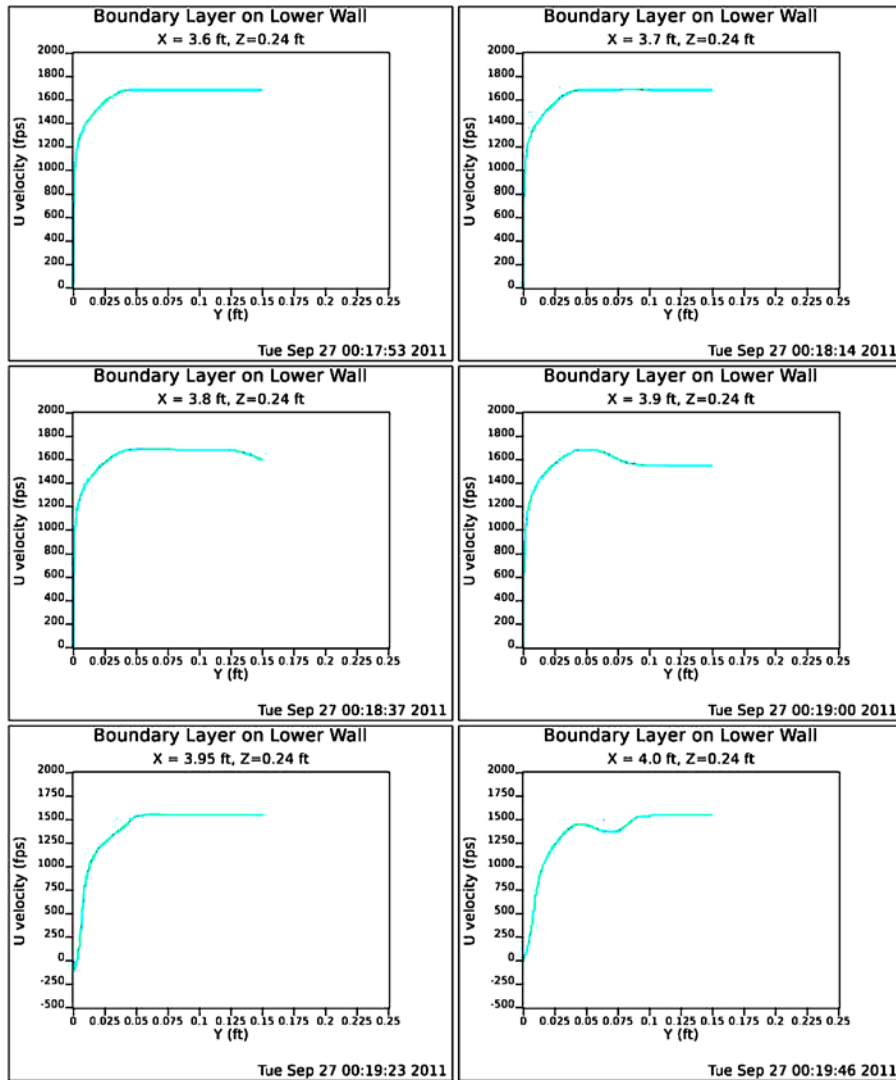 Boundary Layer on Lower Wall
X = 3.6 ft, Z=0.24 ft
U velocity (fps)
2000
1800
1600
1400
1200
1000
800
600
400
200
0
0 0.025 0.05 0.075 0.1 0.125 0.15 0.175 0.2 0.225 0.25
Y (ft)
Tue Sep 27 00:17:53 2011
Boundary Layer on Lower Wall
X = 3.7 ft, Z=0.24 ft
U velocity (fps)
2000
1800
1600
1400
1200
1000
800
600
400
200
0
0 0.025 0.05 0.075 0.1 0.125 0.15 0.175 0.2 0.225 0.25
Y (ft)
Tue Sep 27 00:18:14 2011
Boundary Layer on Lower Wall
X = 3.8 ft, Z=0.24 ft
U velocity (fps)
2000
1800
1600
1400
1200
1000
800
600
400
200
0
0 0.025 0.05 0.075 0.1 0.125 0.15 0.175 0.2 0.225 0.25
Y (ft)
Tue Sep 27 00:18:37 2011
Boundary Layer on Lower Wall
X = 3.9 ft, Z=0.24 ft
U velocity (fps)
2000
1800
1600
1400
1200
1000
800
600
400
200
0
0 0.025 0.05 0.075 0.1 0.125 0.15 0.175 0.2 0.225 0.25
Y (ft)
Tue Sep 27 00:19:00 2011
Boundary Layer on Lower Wall
X = 3.95 ft, Z=0.24 ft
U velocity (fps)
2000
1750
1500
1250
1000
750
500
250
0
-250
-500
0 0.025 0.05 0.075 0.1 0.125 0.15 0.175 0.2 0.225 0.25
Y (ft)
Tue Sep 27 00:19:23 2011
Boundary Layer on Lower Wall
X = 4.0 ft, Z=0.24 ft
U velocity (fps)
2000
1750
1500
1250
1000
750
500
250
0
-250
-500
0 0.025 0.05 0.075 0.1 0.125 0.15 0.175 0.2 0.225 0.25
Y (ft)
Tue Sep 27 00:19:46 2011